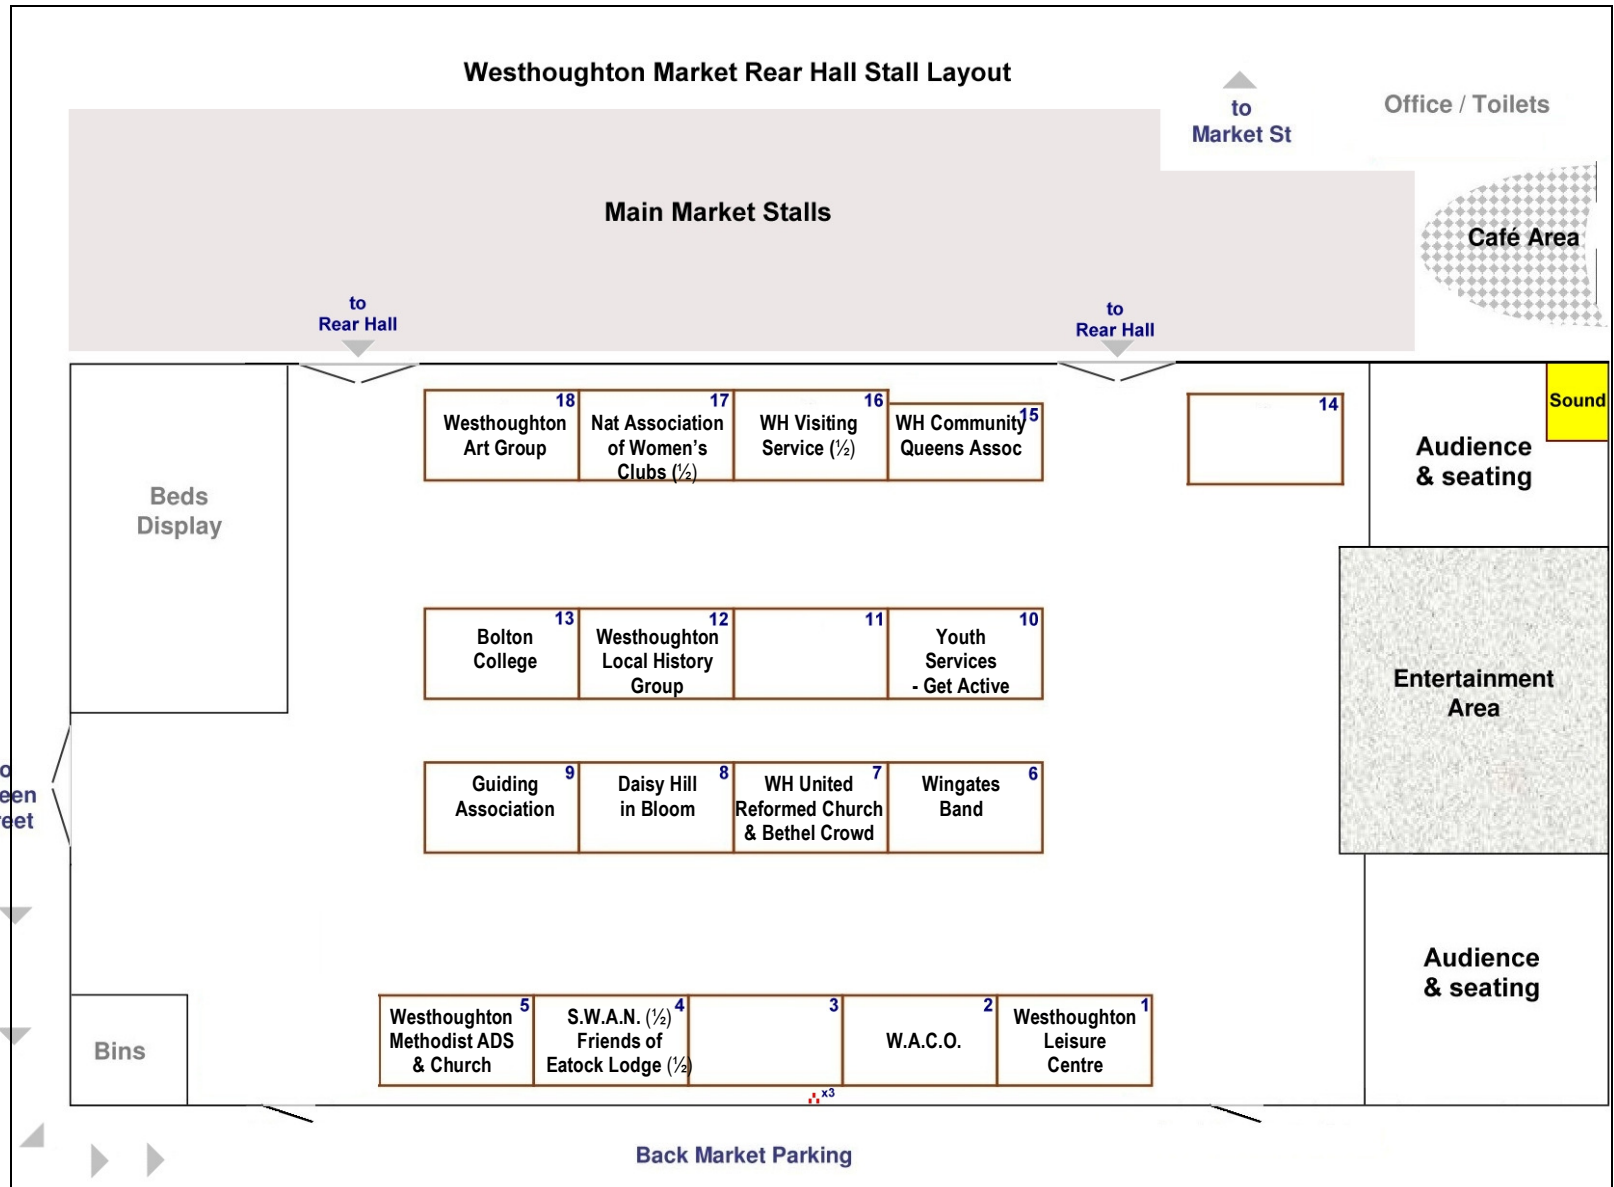 Westhoughton Market Rear Hall Stall Layout
to
Market St
Office / Toilets
Main Market Stalls
Café Area
to
Rear Hall
to
Rear Hall
Sound
18
Westhoughton
Art Group
17
Nat Association
of Women's
Clubs (½)
16
WH Visiting
Service (½)
15
WH Community
Queens Assoc
14
Audience
& seating
Beds
Display
13
Bolton
College
12
Westhoughton
Local History
Group
11
10
Youth
Services
- Get Active
Entertainment
Area
9
Guiding
Association
8
Daisy Hill
in Bloom
7
WH United
Reformed Church
& Bethel Crowd
6
Wingates
Band
Audience
& seating
Bins
5
Westhoughton
Methodist ADS
& Church
4
S.W.A.N. (½)
Friends of
Eatock Lodge (½)
3
2
W.A.C.O.
1
Westhoughton
Leisure
Centre
x3
Back Market Parking